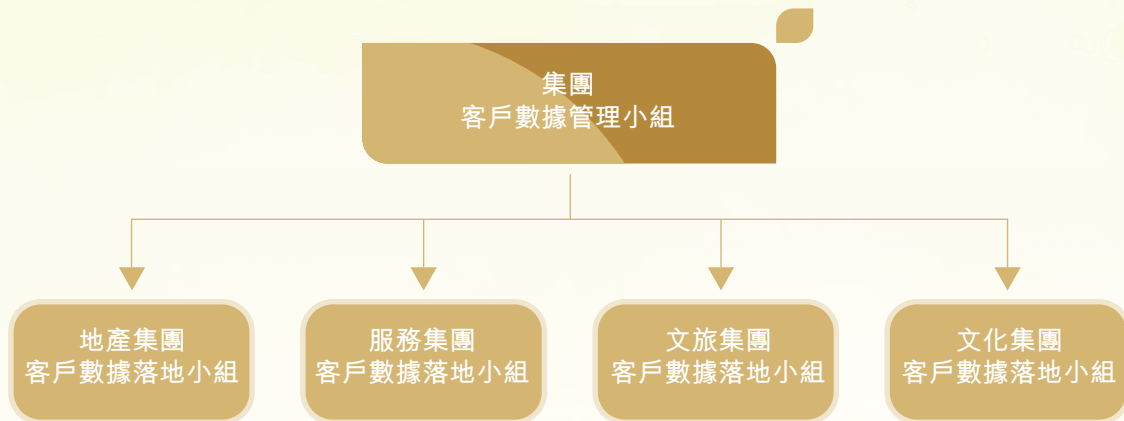 集團
客戶數據管理小組
地產集團
客戶數據落地小組
服務集團
客戶數據落地小組
文旅集團
客戶數據落地小組
文化集團
客戶數據落地小組